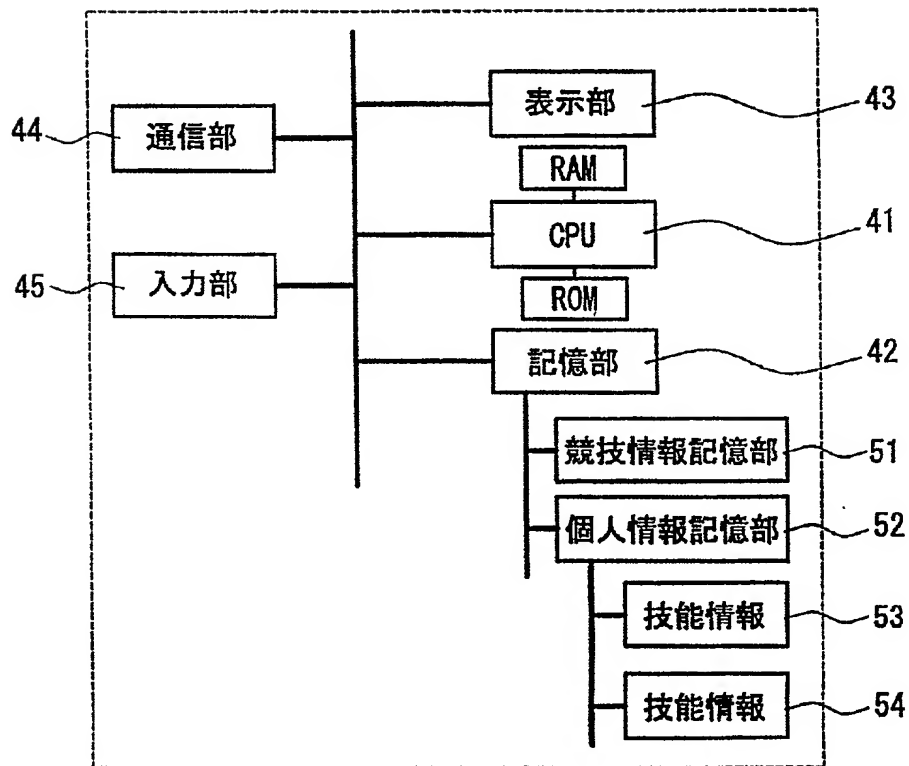 表示部
43
44
通信部
RAM
CPU
41
45
入力部
ROM
記憶部
42
競技情報記憶部
51
個人情報記憶部
52
技能情報
53
技能情報
54